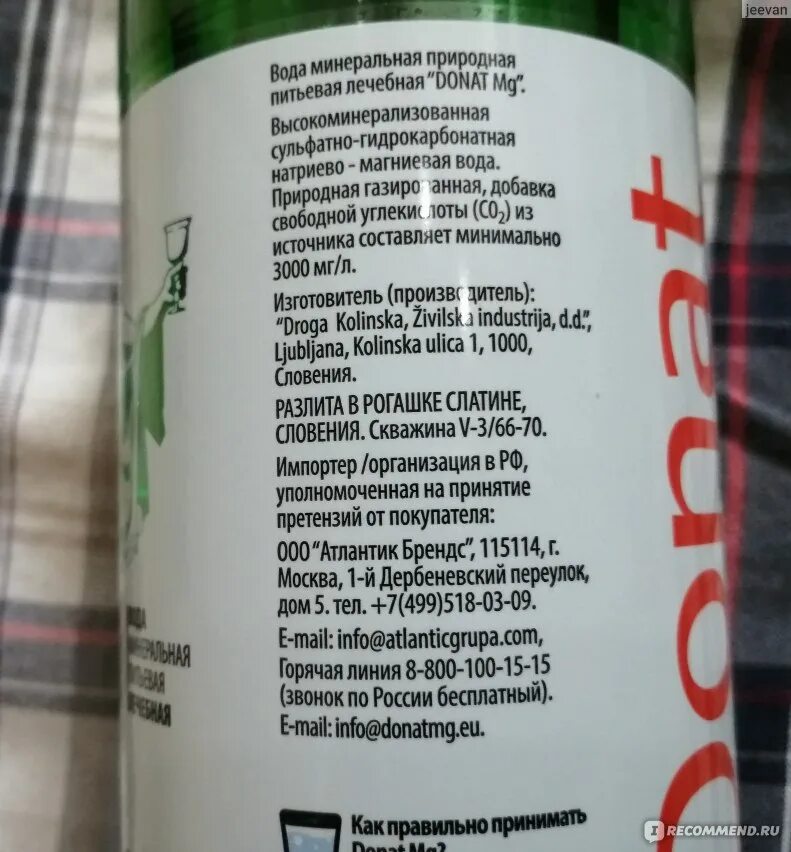 jeevan
Вода минеральная природная
питьевая лечебная "DONAT Mg".
Высокоминерализованная
сульфатно-гидрокарбонатная
натриево - магниевая вода.
Природная газированная, добавка
свободной углекислоты (CO₂) из
источника составляет минимально
3000 мг/л.
Изготовитель (производитель):
"Droga Kolinska, Živilska industrija, d.d.",
Ljubljana, Kolinska ulica 1, 1000,
Словения.
РАЗЛИТА В РОГАШКЕ СЛАТИНЕ,
СЛОВЕНИЯ. Скважина V-3/66-70.
Импортер /организация в РФ,
уполномоченная на принятие
претензий от покупателя:
ООО "Атлантик Брендс", 115114, г.
Москва, 1-й Дербеневский переулок,
дом 5. тел. +7(499)518-03-09.
E-mail: info@atlanticgrupa.com,
Горячая линия 8-800-100-15-15
(звонок по России бесплатный).
E-mail: info@donatmg.eu.
Как правильно принимать
Donat Mg?
ВОДА
МИНЕРАЛЬНАЯ
ПИТЬЕВАЯ
ЛЕЧЕБНАЯ
Donat
I RECOMMEND.RU